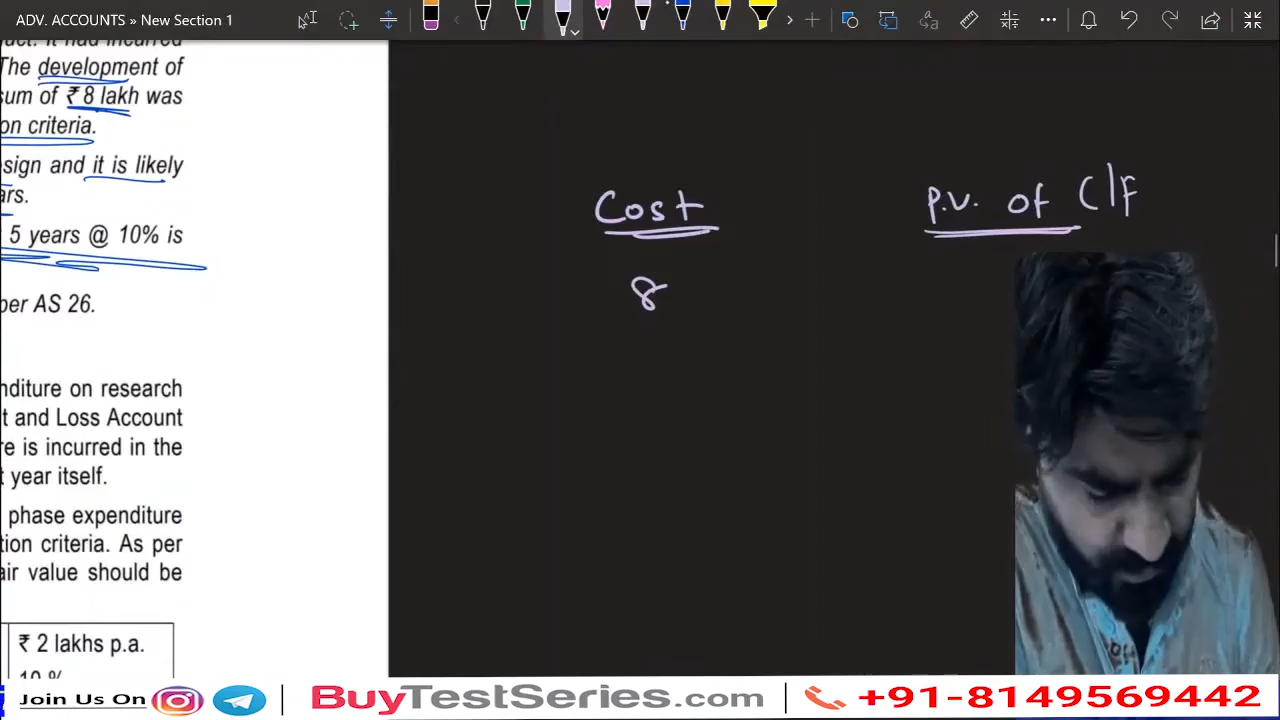 ADV. ACCOUNTS » New Section 1
The development of
sum of ₹ 8 lakh was
on criteria.
sign and it is likely
ars.
5 years @ 10% is
per AS 26.
nditure on research
t and Loss Account
re is incurred in the
t year itself.
phase expenditure
tion criteria. As per
air value should be
₹ 2 lakhs p.a.
Cost
P.V. of C/F
8
Join Us On
BuyTestSeries.com
+91-8149569442